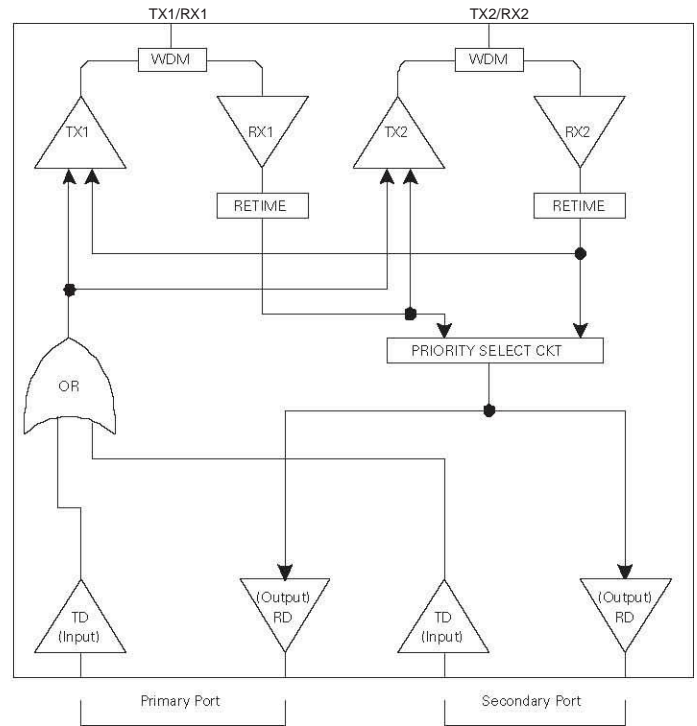 TX1/RX1
TX2/RX2
WDM
WDM
TX1
RX1
TX2
RX2
RETIME
RETIME
PRIORITY SELECT CKT
OR
TD
(Input)
(Output)
RD
TD
(Input)
(Output)
RD
Primary Port
Secondary Port